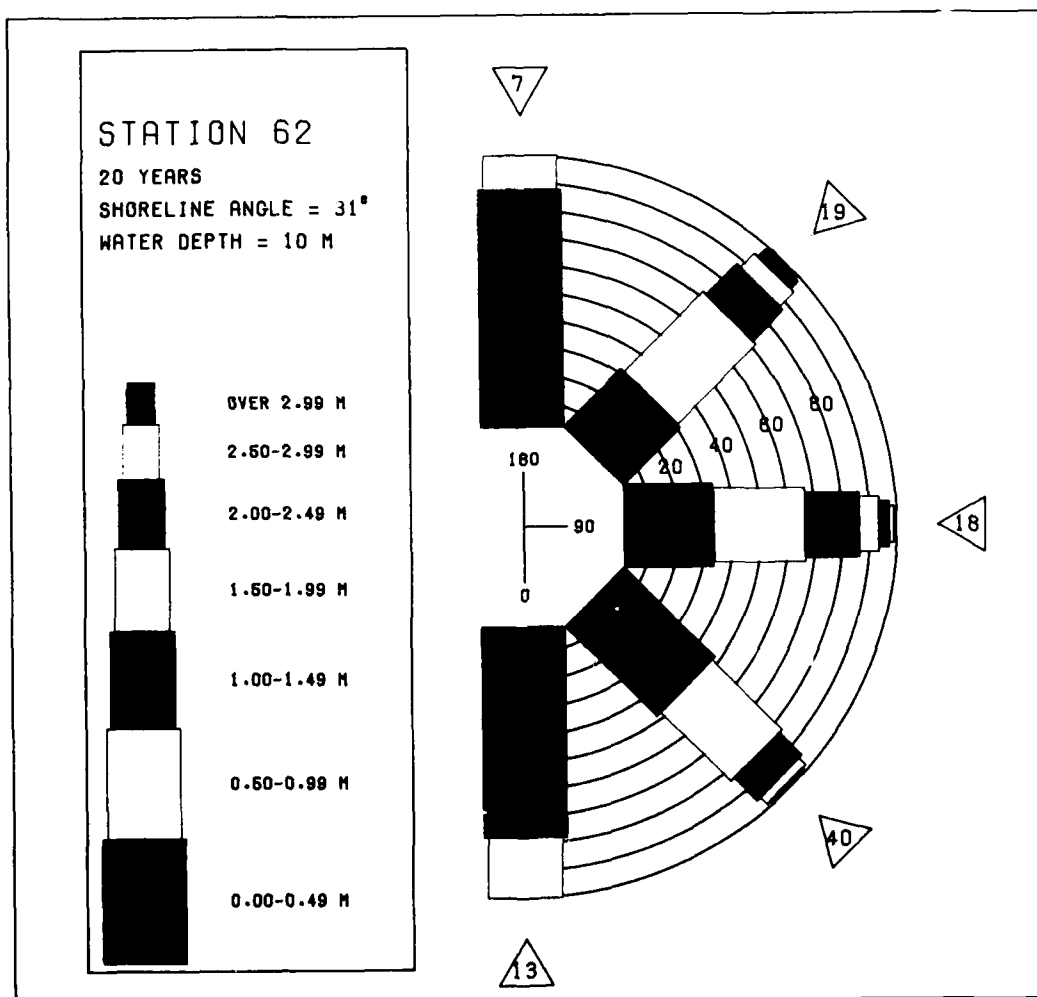 STATION 62
20 YEARS
SHORELINE ANGLE = 31°
WATER DEPTH = 10 M
OVER 2.99 M
2.50-2.99 M
2.00-2.49 M
1.50-1.99 M
1.00-1.49 M
0.50-0.99 M
0.00-0.49 M
7
19
80
60
40
20
180
90
0
18
40
13